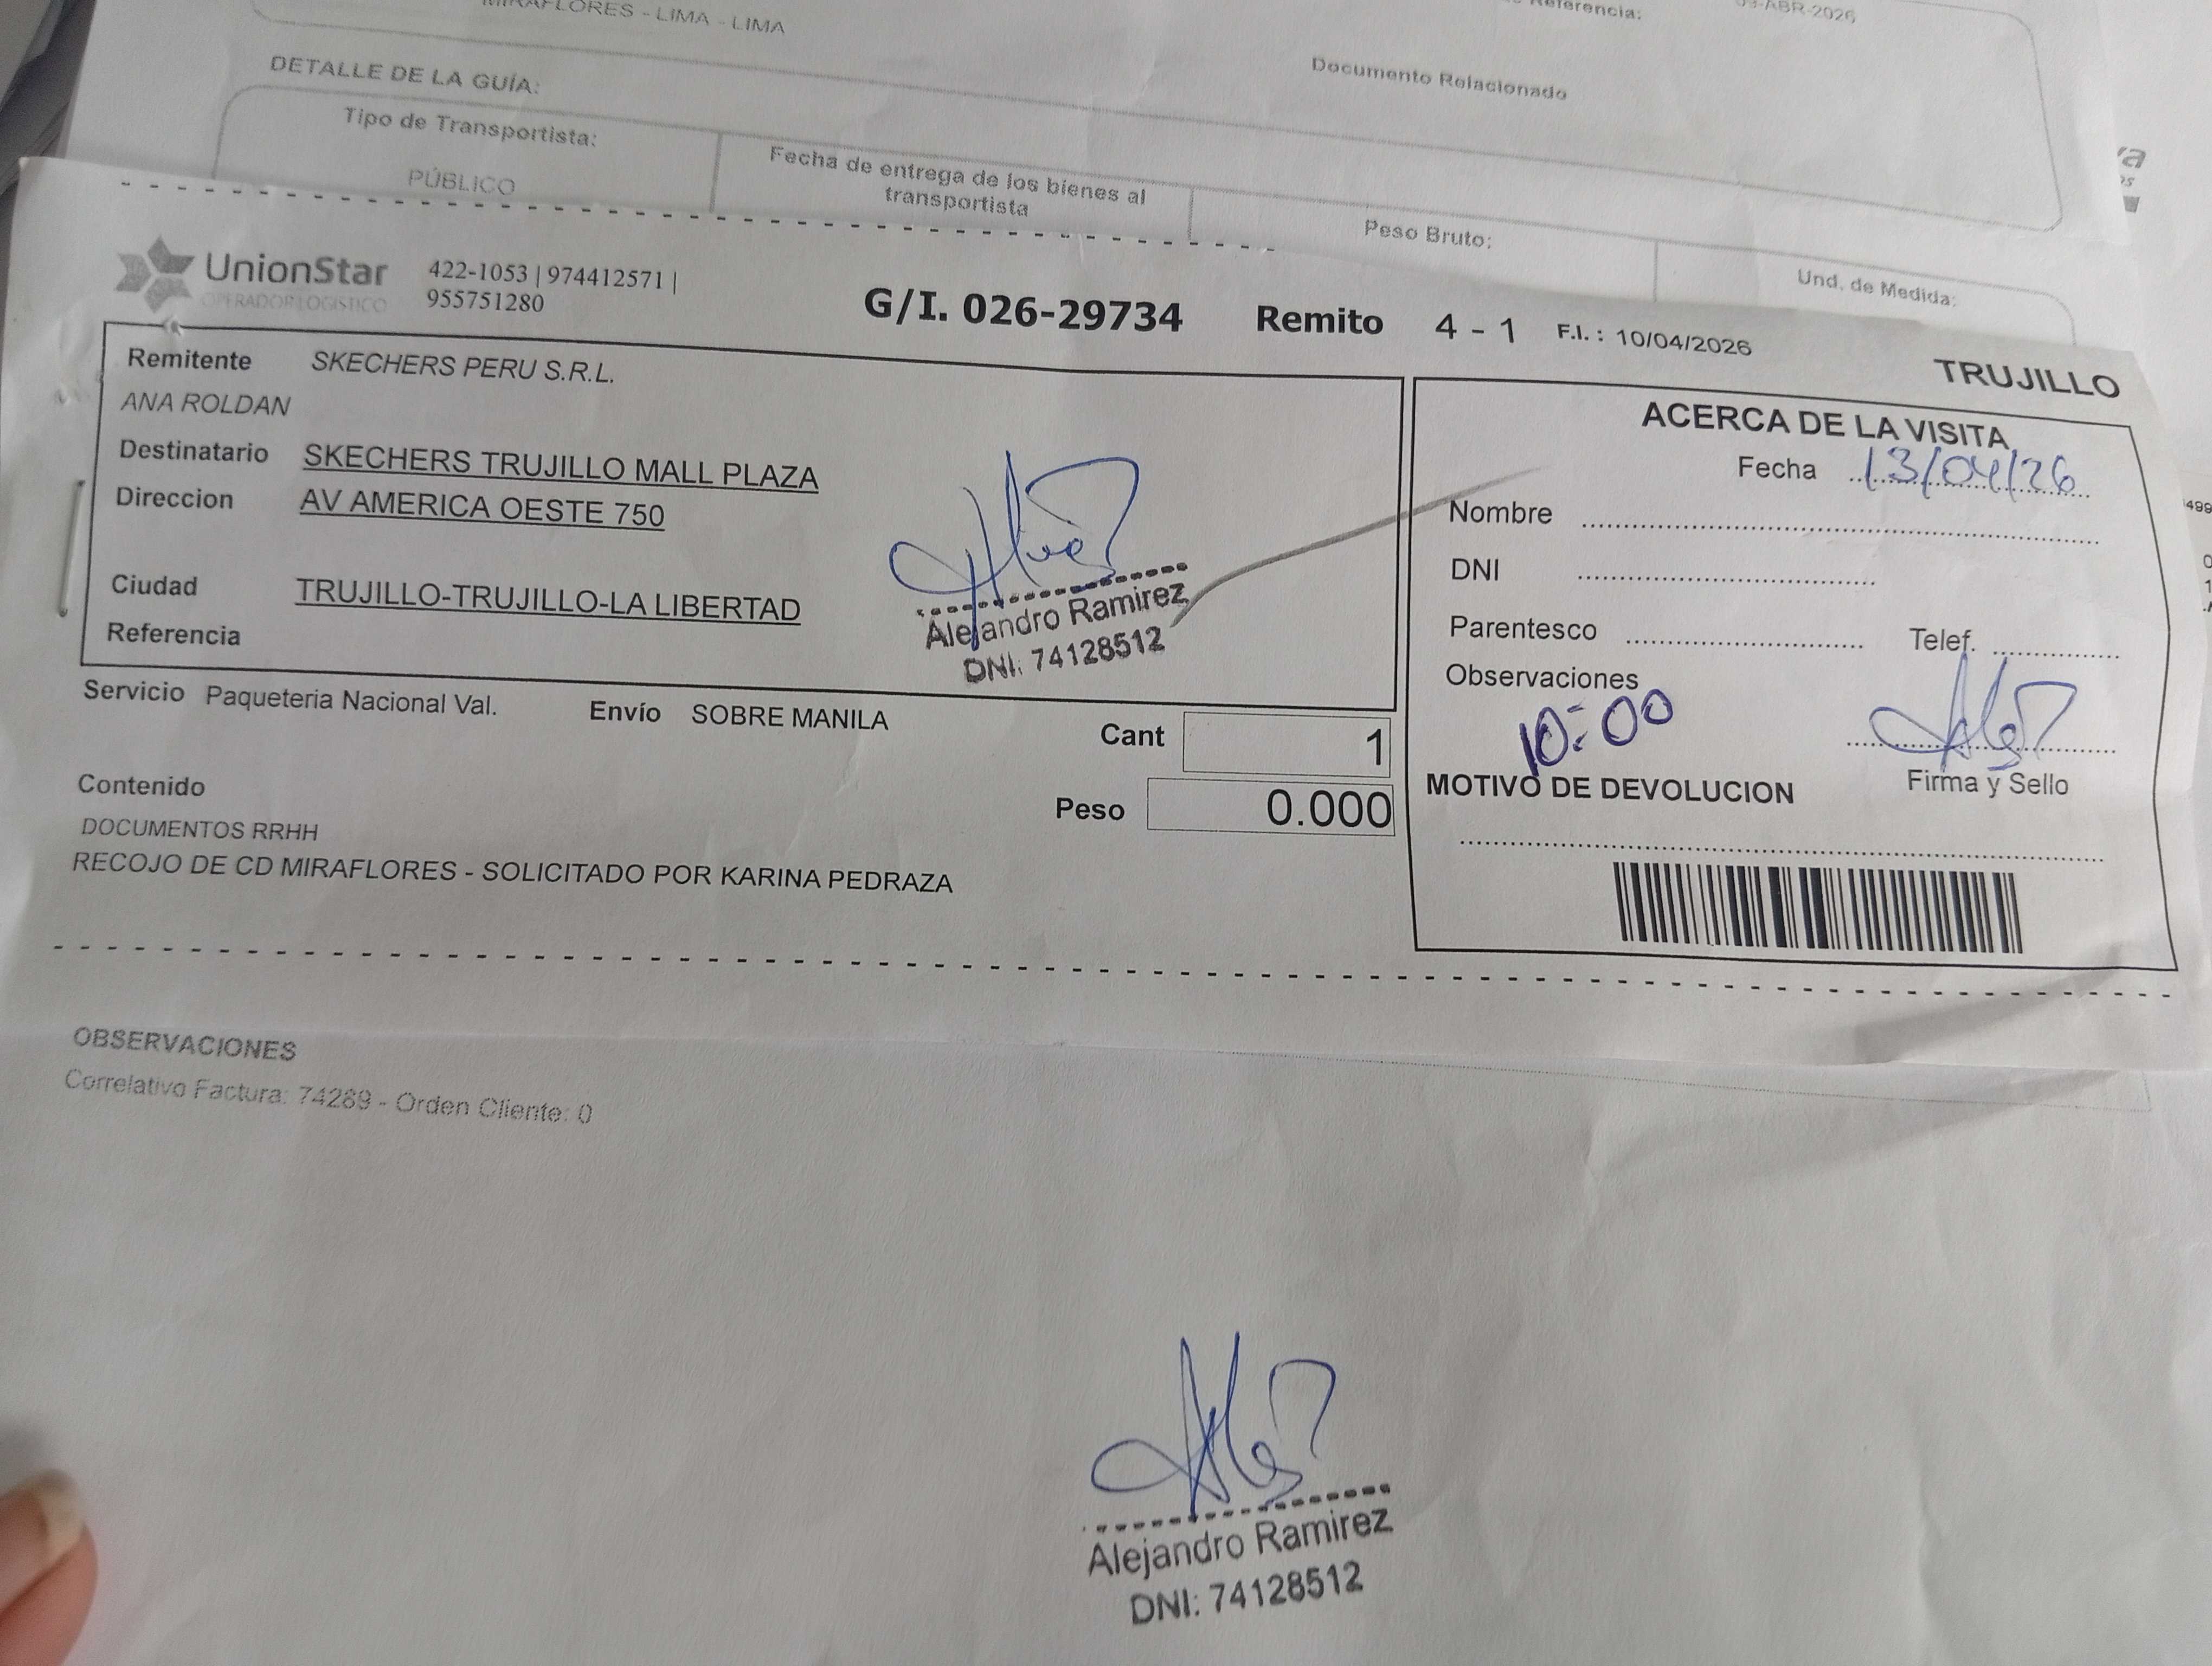 MIRAFLORES - LIMA - LIMA
Referencia:
09-ABR-2026
DETALLE DE LA GUÍA:
Documento Relacionado
Tipo de Transportista:
PÚBLICO
Fecha de entrega de los bienes al
transportista
Peso Bruto:
Und. de Medida:
UnionStar
OPERADOR LOGISTICO
422-1053 | 974412571 |
955751280
G/I. 026-29734 Remito 4 - 1 F.I. : 10/04/2026
TRUJILLO
Remitente SKECHERS PERU S.R.L.
ANA ROLDAN
Destinatario SKECHERS TRUJILLO MALL PLAZA
Direccion AV AMERICA OESTE 750
Ciudad TRUJILLO-TRUJILLO-LA LIBERTAD
Referencia
Alejandro Ramirez
DNI: 74128512
ACERCA DE LA VISITA
Fecha 13/04/26
Nombre
DNI
Parentesco Telef.
Observaciones
10:00
Firma y Sello
MOTIVO DE DEVOLUCION
Servicio Paqueteria Nacional Val. Envío SOBRE MANILA
Cant 1
Peso 0.000
Contenido
DOCUMENTOS RRHH
RECOJO DE CD MIRAFLORES - SOLICITADO POR KARINA PEDRAZA
OBSERVACIONES
Correlativo Factura: 74289 - Orden Cliente: 0
Alejandro Ramirez
DNI: 74128512